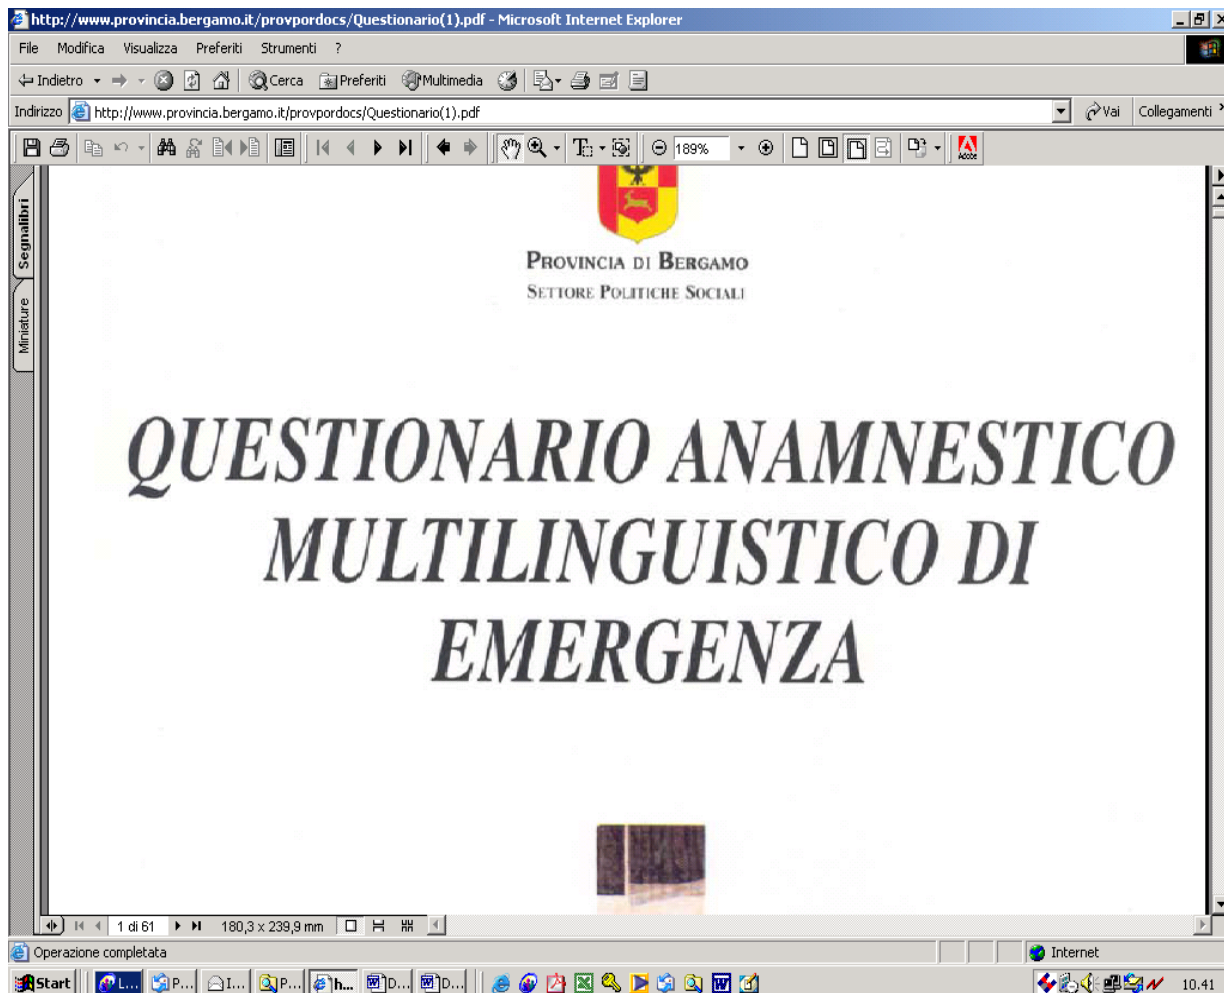 http://www.provincia.bergamo.it/provpordocs/Questionario(1).pdf - Microsoft Internet Explorer
File Modifica Visualizza Preferiti Strumenti ?
Indietro Cerca Preferiti Multimedia
Indirizzo http://www.provincia.bergamo.it/provpordocs/Questionario(1).pdf Vai Collegamenti »
189% Adobe
Segnalibri
Miniature
PROVINCIA DI BERGAMO
SETTORE POLITICHE SOCIALI
QUESTIONARIO ANAMNESTICO
MULTILINGUISTICO DI
EMERGENZA
1 di 61 180,3 x 239,9 mm
Operazione completata Internet
Start L... P... I... P... h... D... D... 10.41